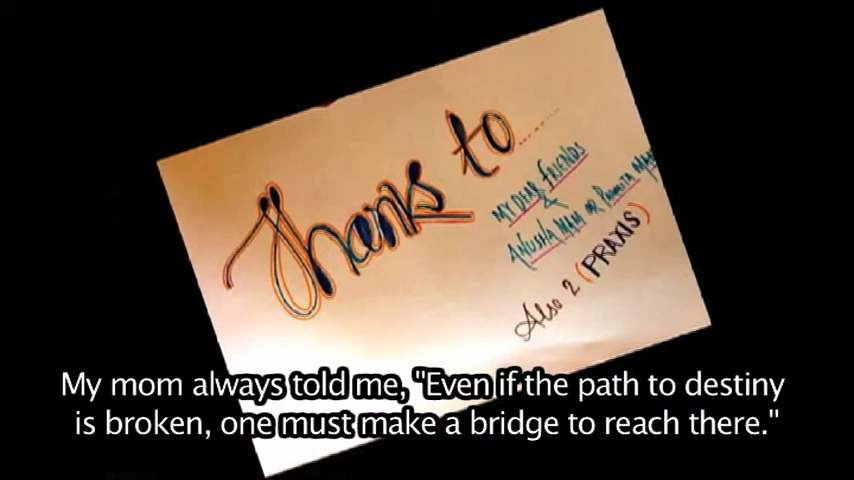 Thanks to......
MY DEAR FRIENDS
&
ANUSHA MAM OR MAM
Also 2 (PRAXIS)
My mom always told me, "Even if the path to destiny
is broken, one must make a bridge to reach there."